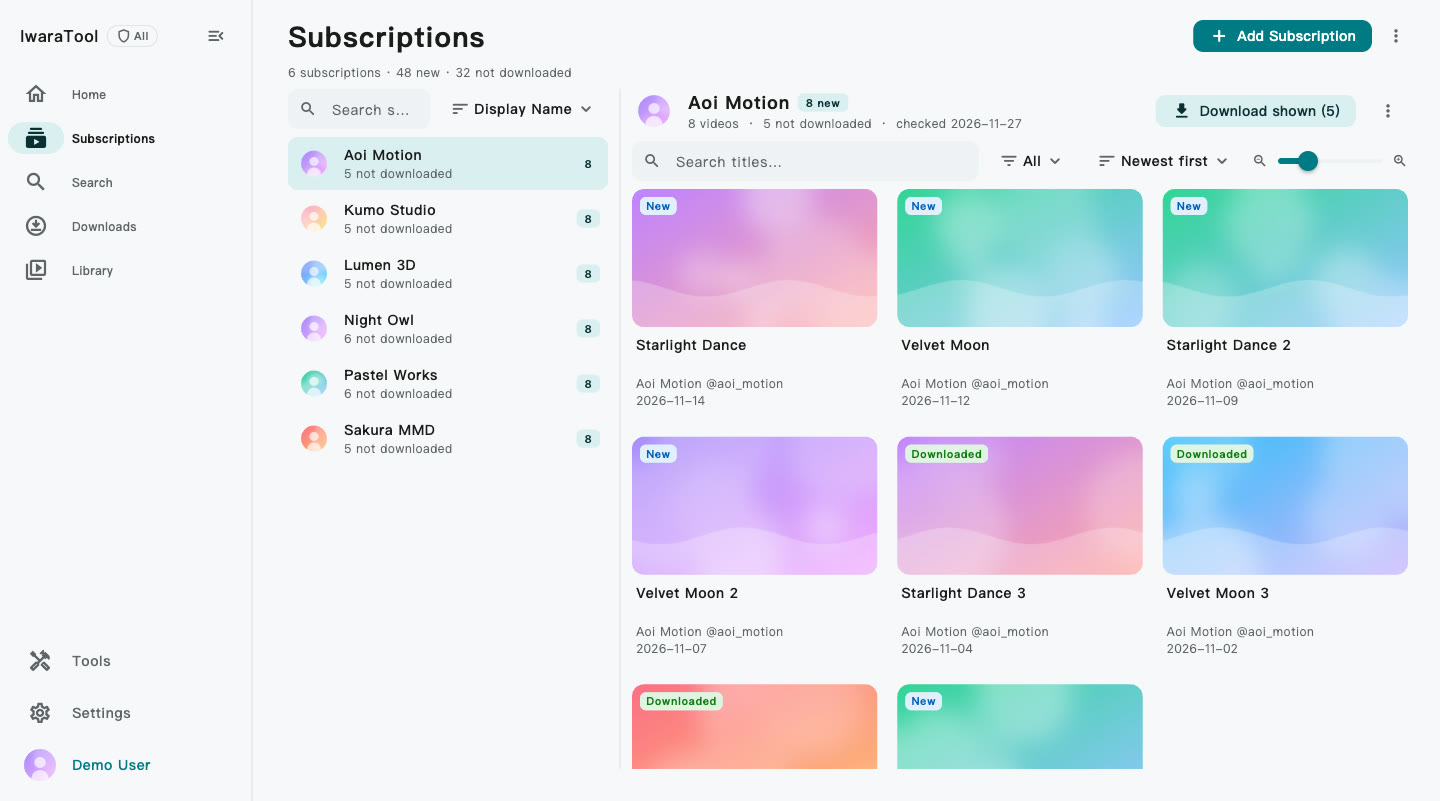 IwaraTool
All
Home
Subscriptions
Search
Downloads
Library
Tools
Settings
Demo User
Subscriptions
6 subscriptions · 48 new · 32 not downloaded
Add Subscription
Search s...
Display Name
Aoi Motion
5 not downloaded
8
Kumo Studio
5 not downloaded
8
Lumen 3D
5 not downloaded
8
Night Owl
6 not downloaded
8
Pastel Works
6 not downloaded
8
Sakura MMD
5 not downloaded
8
Aoi Motion
8 new
8 videos · 5 not downloaded · checked 2026-11-27
Download shown (5)
Search titles...
All
Newest first
New
Starlight Dance
Aoi Motion @aoi_motion
2026-11-14
New
Velvet Moon
Aoi Motion @aoi_motion
2026-11-12
New
Starlight Dance 2
Aoi Motion @aoi_motion
2026-11-09
New
Velvet Moon 2
Aoi Motion @aoi_motion
2026-11-07
Downloaded
Starlight Dance 3
Aoi Motion @aoi_motion
2026-11-04
Downloaded
Velvet Moon 3
Aoi Motion @aoi_motion
2026-11-02
Downloaded
New